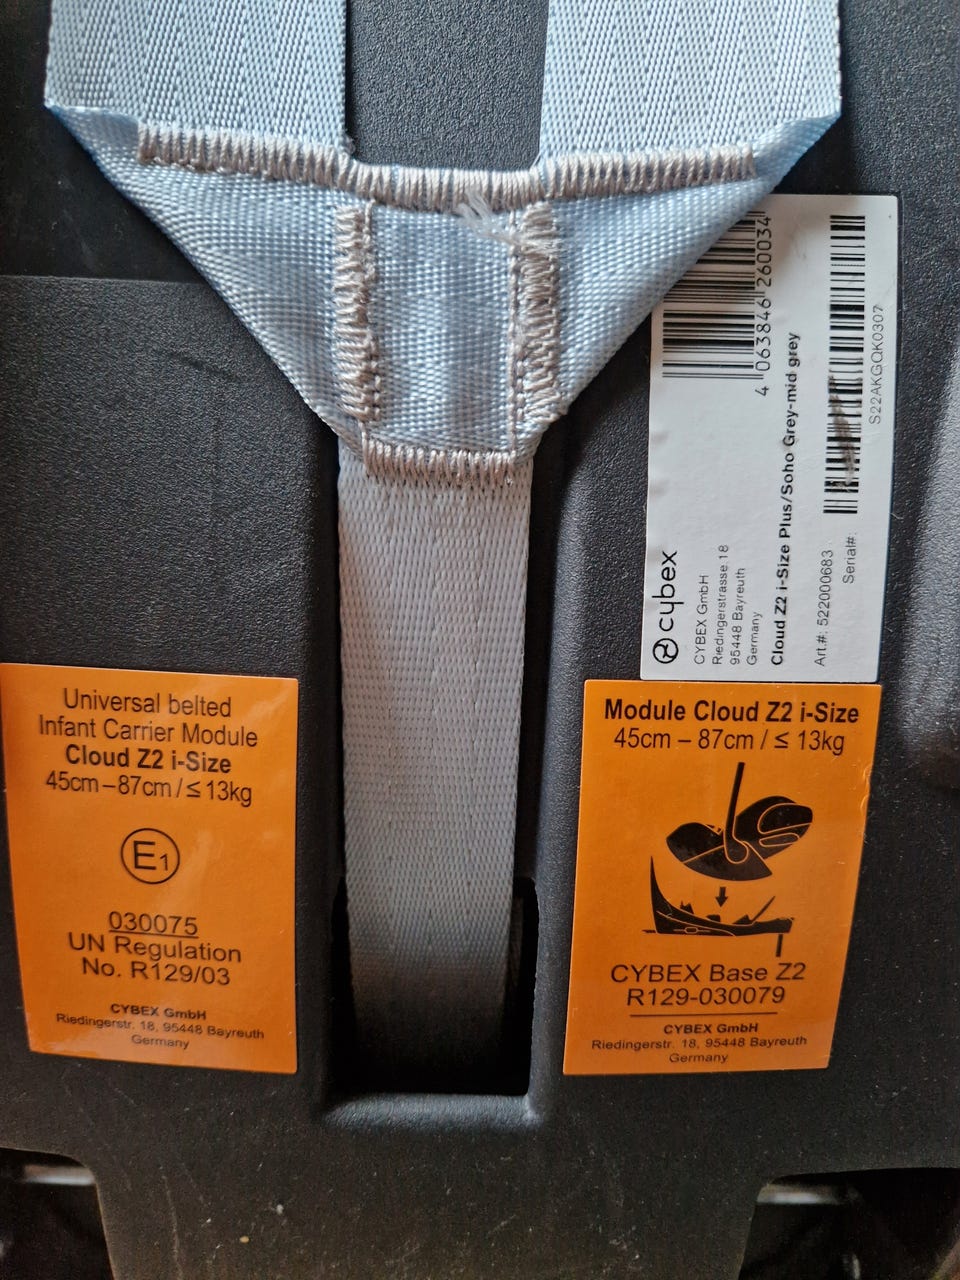 4 063846 260034
cybex
CYBEX GmbH
Riedingerstrasse 18
95448 Bayreuth
Germany
Cloud Z2 i-Size Plus/Soho Grey-mid grey
Art.#: 522000683
Serial#:
S22AKGQK0307
Universal belted
Infant Carrier Module
Cloud Z2 i-Size
45cm – 87cm / ≤ 13kg
E1
030075
UN Regulation
No. R129/03
CYBEX GmbH
Riedingerstr. 18, 95448 Bayreuth
Germany
Module Cloud Z2 i-Size
45cm – 87cm / ≤ 13kg
CYBEX Base Z2
R129-030079
CYBEX GmbH
Riedingerstr. 18, 95448 Bayreuth
Germany